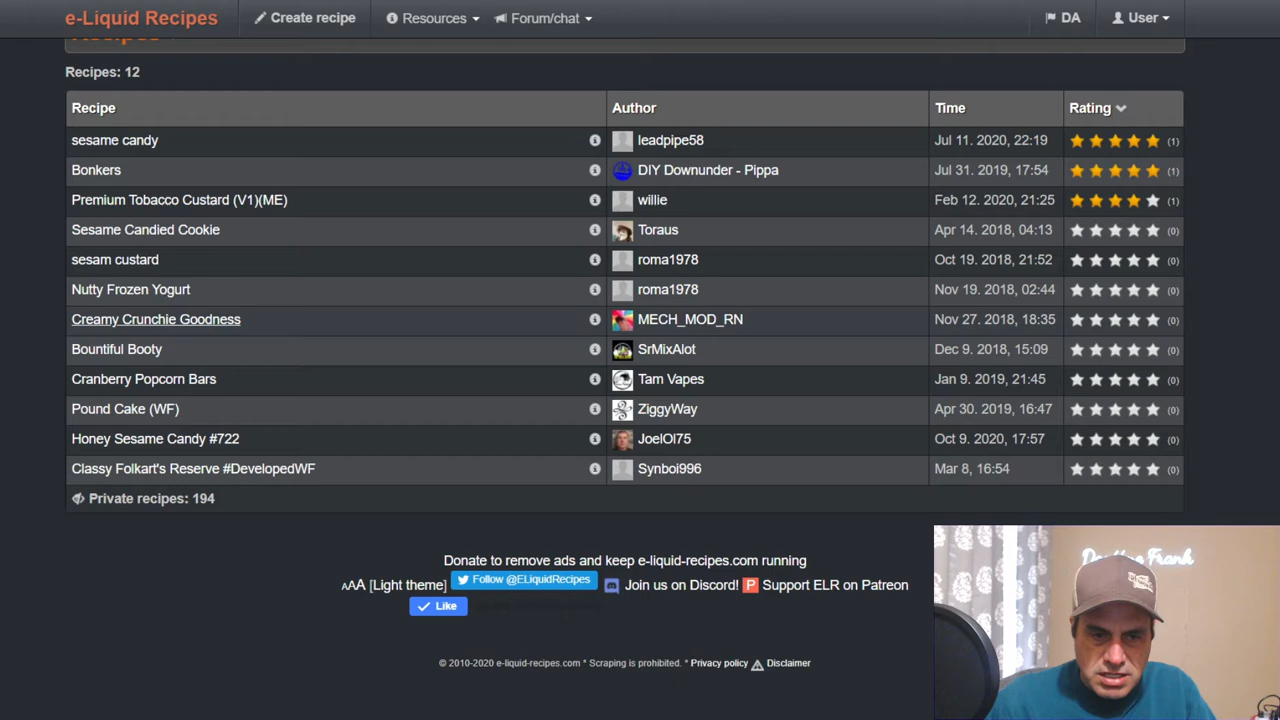 e-Liquid Recipes Create recipe Resources Forum/chat DA User
Recipes
Recipes: 12
Recipe Author Time Rating
sesame candy leadpipe58 Jul 11. 2020, 22:19 (1)
Bonkers DIY Downunder - Pippa Jul 31. 2019, 17:54 (1)
Premium Tobacco Custard (V1)(ME) willie Feb 12. 2020, 21:25 (1)
Sesame Candied Cookie Toraus Apr 14. 2018, 04:13 (0)
sesam custard roma1978 Oct 19. 2018, 21:52 (0)
Nutty Frozen Yogurt roma1978 Nov 19. 2018, 02:44 (0)
Creamy Crunchie Goodness MECH_MOD_RN Nov 27. 2018, 18:35 (0)
Bountiful Booty SrMixAlot Dec 9. 2018, 15:09 (0)
Cranberry Popcorn Bars Tam Vapes Jan 9. 2019, 21:45 (0)
Pound Cake (WF) ZiggyWay Apr 30. 2019, 16:47 (0)
Honey Sesame Candy #722 JoelOl75 Oct 9. 2020, 17:57 (0)
Classy Folkart's Reserve #DevelopedWF Synboi996 Mar 8, 16:54 (0)
Private recipes: 194
Donate to remove ads and keep e-liquid-recipes.com running
AAA [Light theme] Follow @ELiquidRecipes Join us on Discord! P Support ELR on Patreon
Like
© 2010-2020 e-liquid-recipes.com * Scraping is prohibited. * Privacy policy Disclaimer